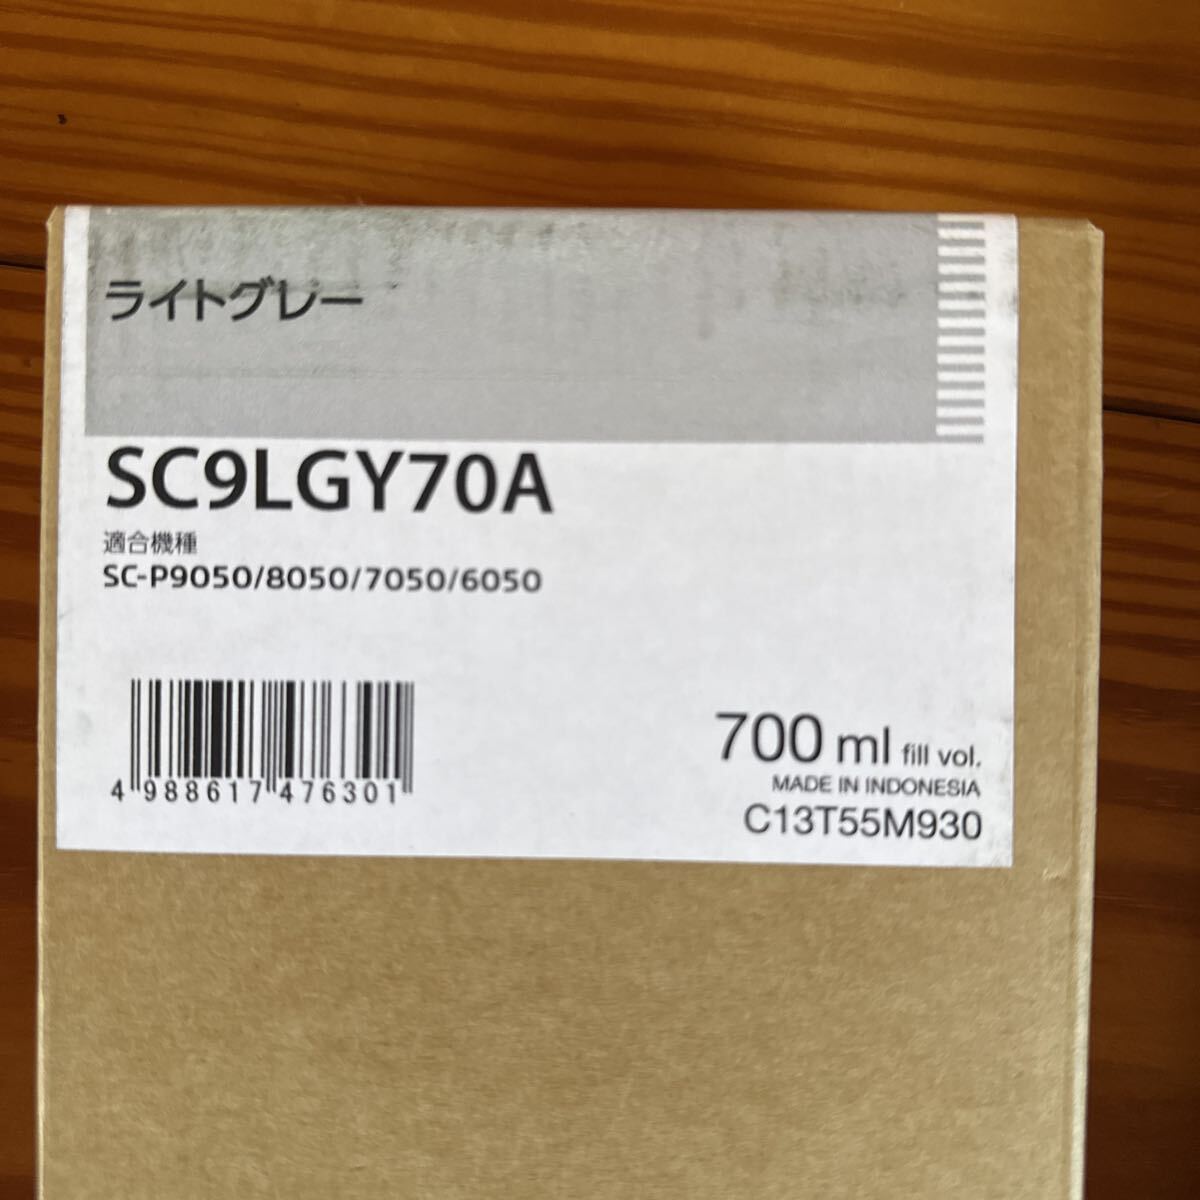 ライトグレー
SC9LGY70A
適合機種
SC-P9050/8050/7050/6050
4 988617 476301
700 ml fill vol.
MADE IN INDONESIA
C13T55M930